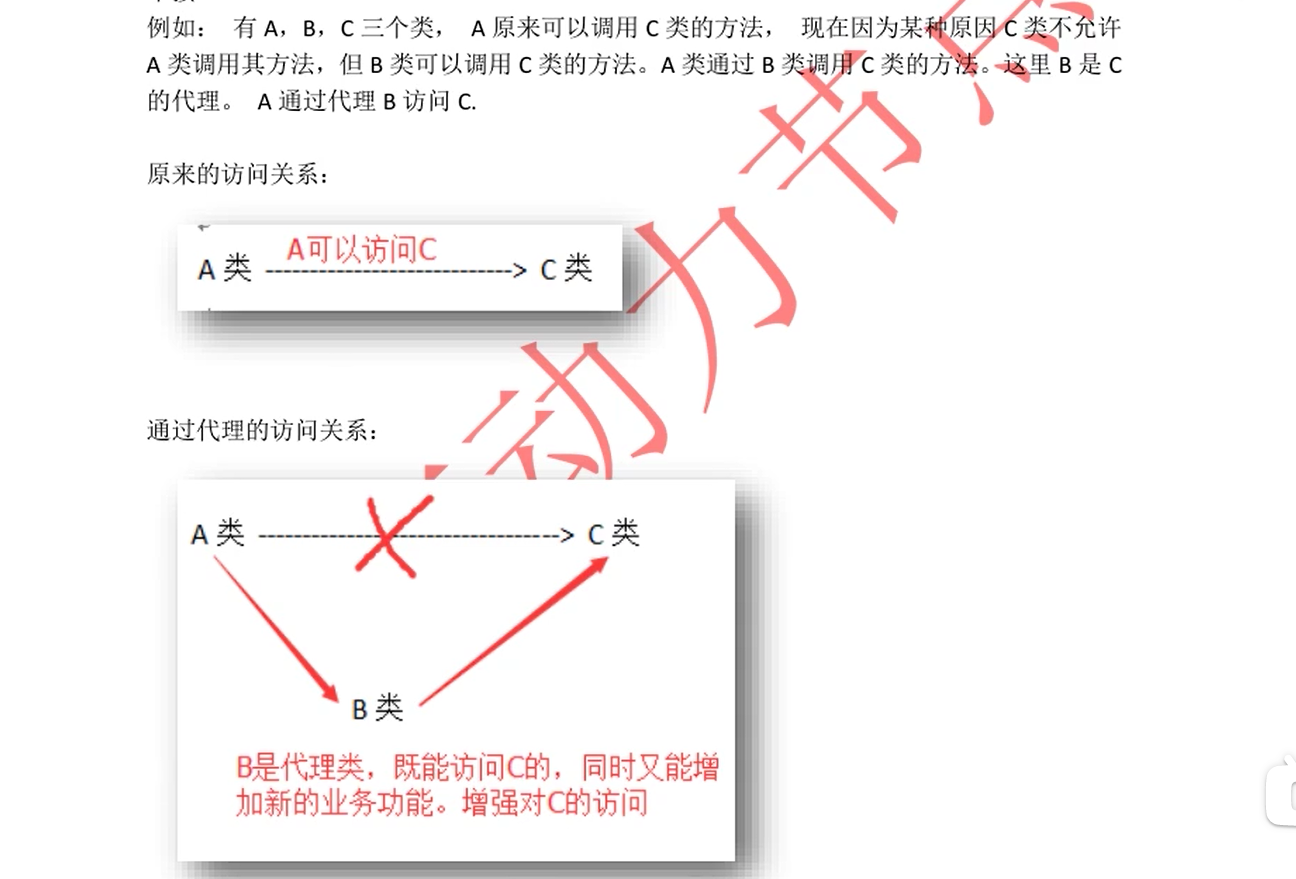 例如： 有 A，B，C 三个类， A 原来可以调用 C 类的方法， 现在因为某种原因 C 类不允许
A 类调用其方法，但 B 类可以调用 C 类的方法。A 类通过 B 类调用 C 类的方法。这里 B 是 C
的代理。 A 通过代理 B 访问 C.
原来的访问关系：
A可以访问C
A 类 ----------------------------> C 类
通过代理的访问关系：
A 类 ----------------------------------> C 类
B 类
B是代理类，既能访问C的，同时又能增
加新的业务功能。增强对C的访问
动力节点